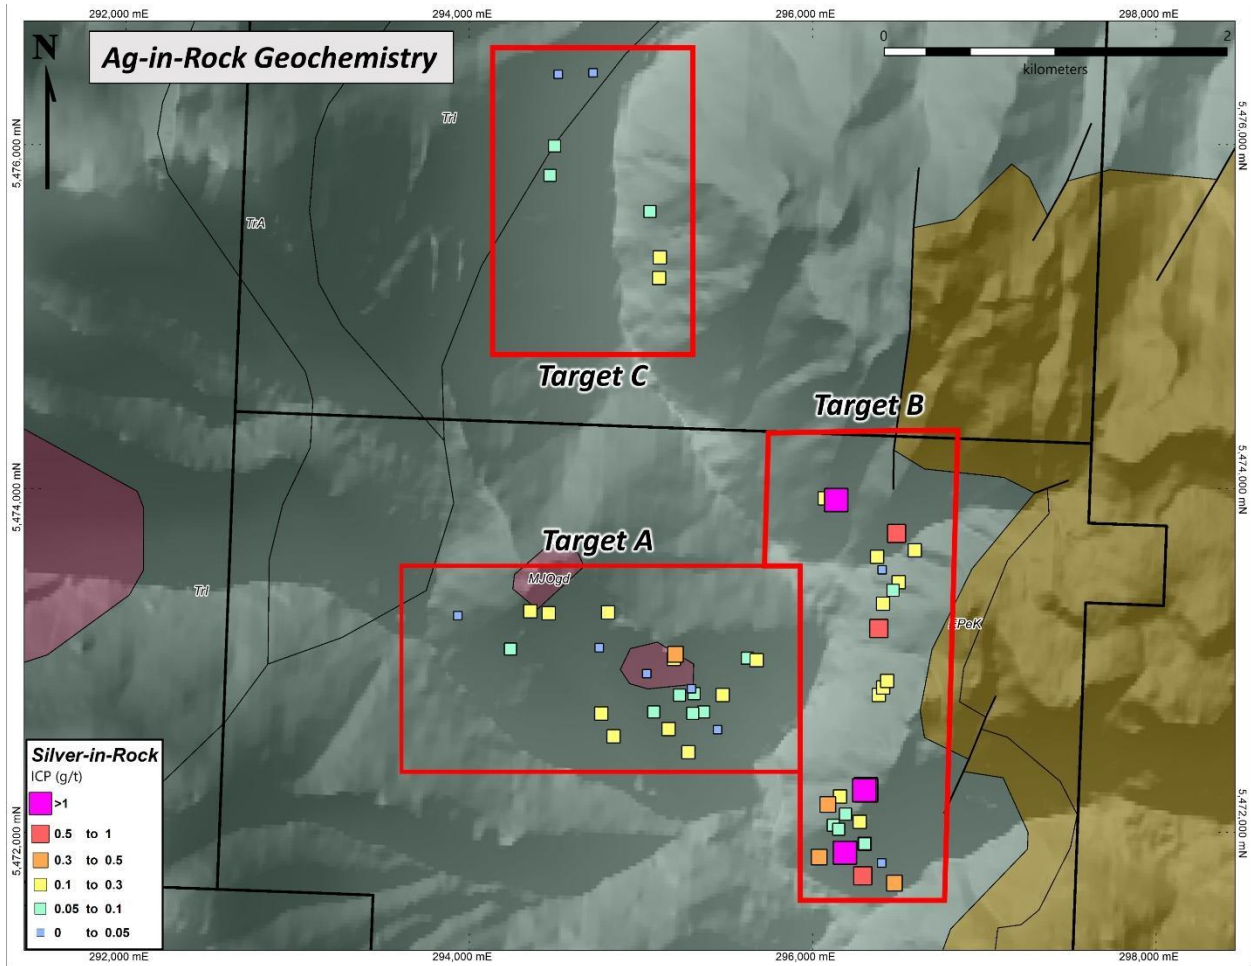 292,000 mE
294,000 mE
296,000 mE
298,000 mE
N
Ag-in-Rock Geochemistry
0
2
kilometers
TrI
5,476,000 mN
5,476,000 mN
TrA
Target C
Target B
5,474,000 mN
5,474,000 mN
Target A
MJOgd
TrI
PeK
Silver-in-Rock
ICP (g/t)
>1
0.5 to 1
0.3 to 0.5
0.1 to 0.3
0.05 to 0.1
0 to 0.05
5,472,000 mN
5,472,000 mN
292,000 mE
294,000 mE
296,000 mE
298,000 mE